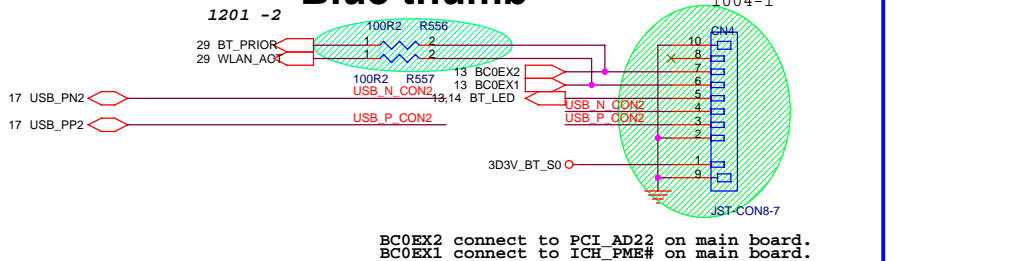 Blue thumb
1201 -2
1004-1
100R2 R556
CN4
29 BT_PRIOR 1 2
10
29 WLAN_ACT 1 2
8
100R2 R557
13 BC0EX2
7
13 BC0EX1
6
17 USB_PN2
USB_N_CON2
13,14 BT_LED
5
USB_N_CON2
4
17 USB_PP2
USB_P_CON2
USB_P_CON2
3
2
3D3V_BT_S0
1
9
JST-CON8-7
BC0EX2 connect to PCI_AD22 on main board.
BC0EX1 connect to ICH_PME# on main board.